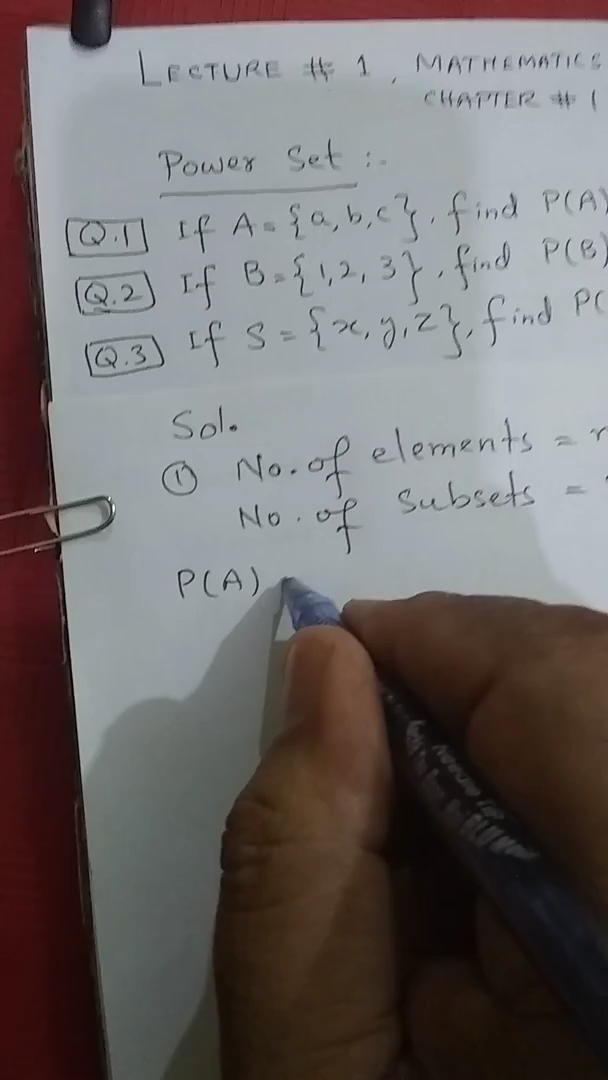 LECTURE # 1, MATHEMATICS
CHAPTER # 1
Power Set :-
Q.1 If A = {a, b, c}, find P(A)
Q.2 If B = {1, 2, 3}, find P(B)
Q.3 If S = {x, y, z}, find P(
Sol.
① No. of elements =
No. of subsets =
P(A)